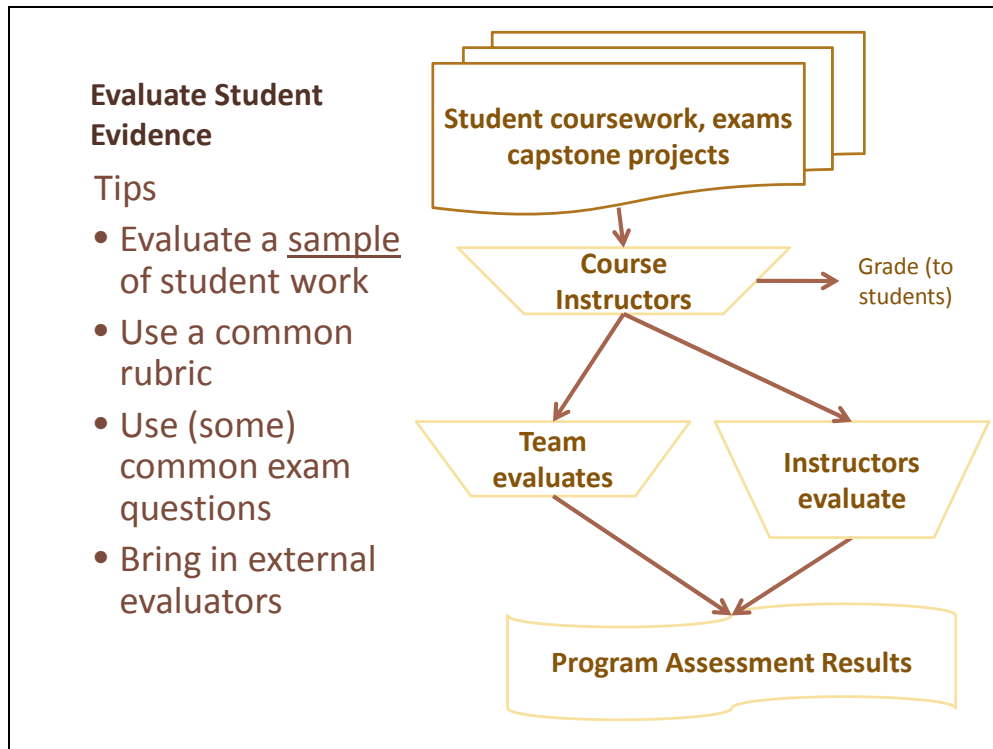 Evaluate Student
Evidence
Tips
• Evaluate a sample
of student work
• Use a common
rubric
• Use (some)
common exam
questions
• Bring in external
evaluators
Student coursework, exams
capstone projects
Course
Instructors
Grade (to
students)
Team
evaluates
Instructors
evaluate
Program Assessment Results